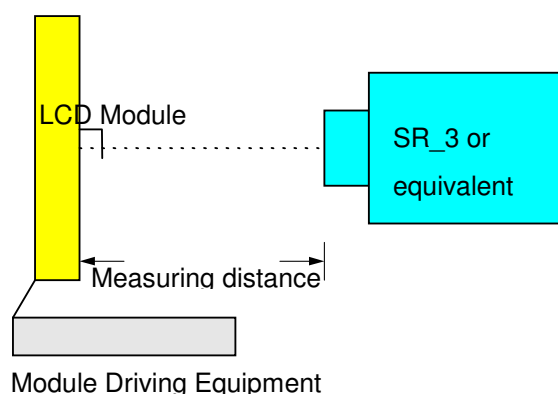 LCD Module
SR_3 or
equivalent
Measuring distance
Module Driving Equipment